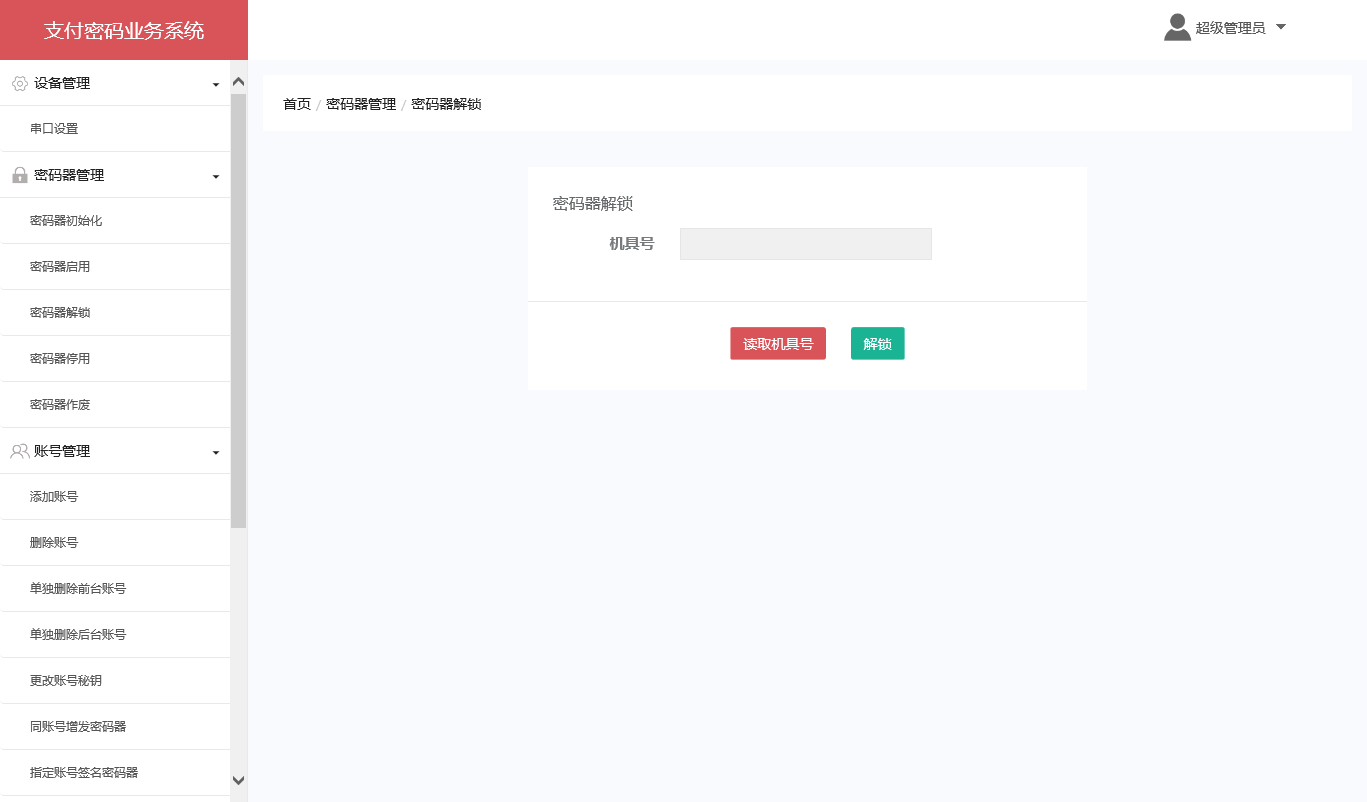 支付密码业务系统
超级管理员
设备管理
串口设置
密码器管理
密码器初始化
密码器启用
密码器解锁
密码器停用
密码器作废
账号管理
添加账号
删除账号
单独删除前台账号
单独删除后台账号
更改账号秘钥
同账号增发密码器
指定账号签名密码器
首页 / 密码器管理 / 密码器解锁
密码器解锁
机具号
读取机具号 解锁